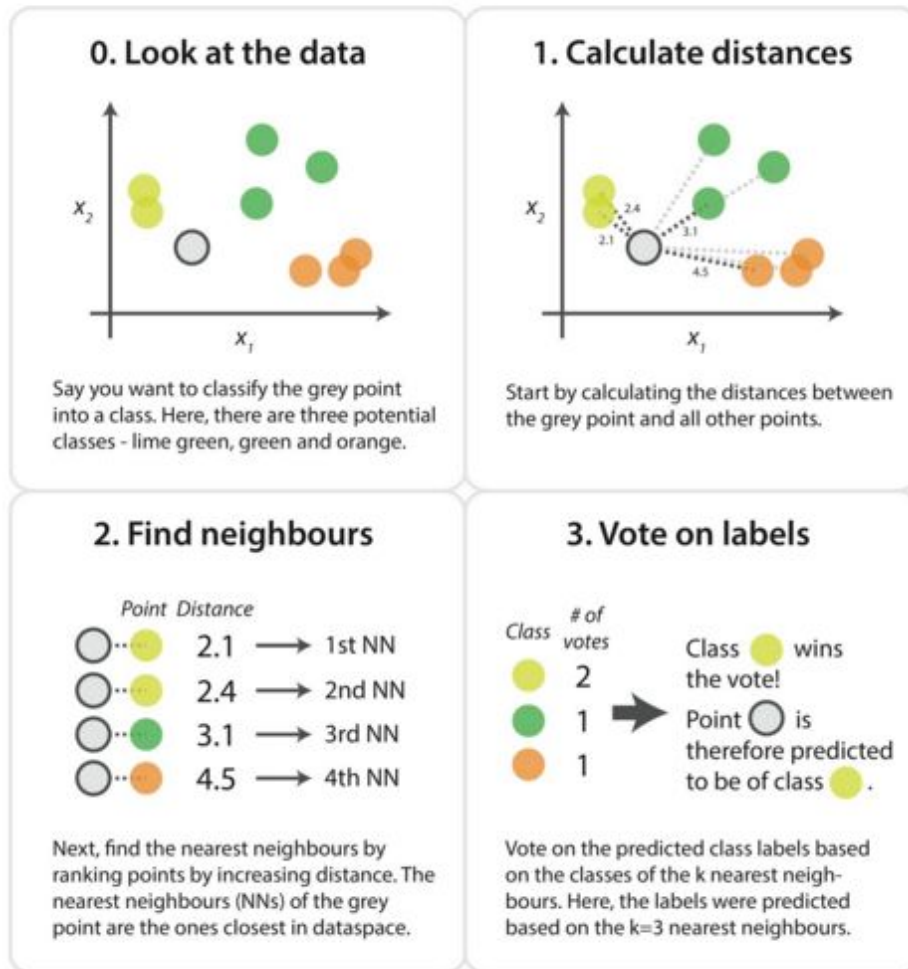 0. Look at the data
x2
x1
Say you want to classify the grey point
into a class. Here, there are three potential
classes - lime green, green and orange.
1. Calculate distances
x2
2.4
2.1
3.1
4.5
x1
Start by calculating the distances between
the grey point and all other points.
2. Find neighbours
Point Distance
2.1 1st NN
2.4 2nd NN
3.1 3rd NN
4.5 4th NN
Next, find the nearest neighbours by
ranking points by increasing distance. The
nearest neighbours (NNs) of the grey
point are the ones closest in dataspace.
3. Vote on labels
Class # of
votes
2
1
1
Class wins
the vote!
Point is
therefore predicted
to be of class .
Vote on the predicted class labels based
on the classes of the k nearest neigh-
bours. Here, the labels were predicted
based on the k=3 nearest neighbours.